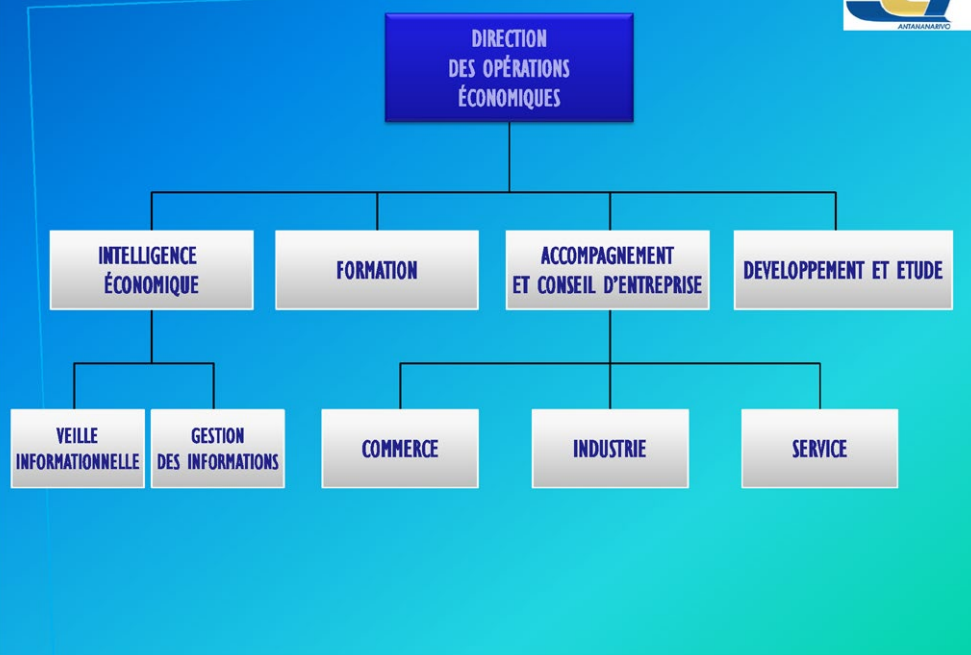 ANTANANARIVO
DIRECTION
DES OPÉRATIONS
ÉCONOMIQUES
INTELLIGENCE
ÉCONOMIQUE
FORMATION
ACCOMPAGNEMENT
ET CONSEIL D'ENTREPRISE
DEVELOPPEMENT ET ETUDE
VEILLE
INFORMATIONNELLE
GESTION
DES INFORMATIONS
COMMERCE
INDUSTRIE
SERVICE